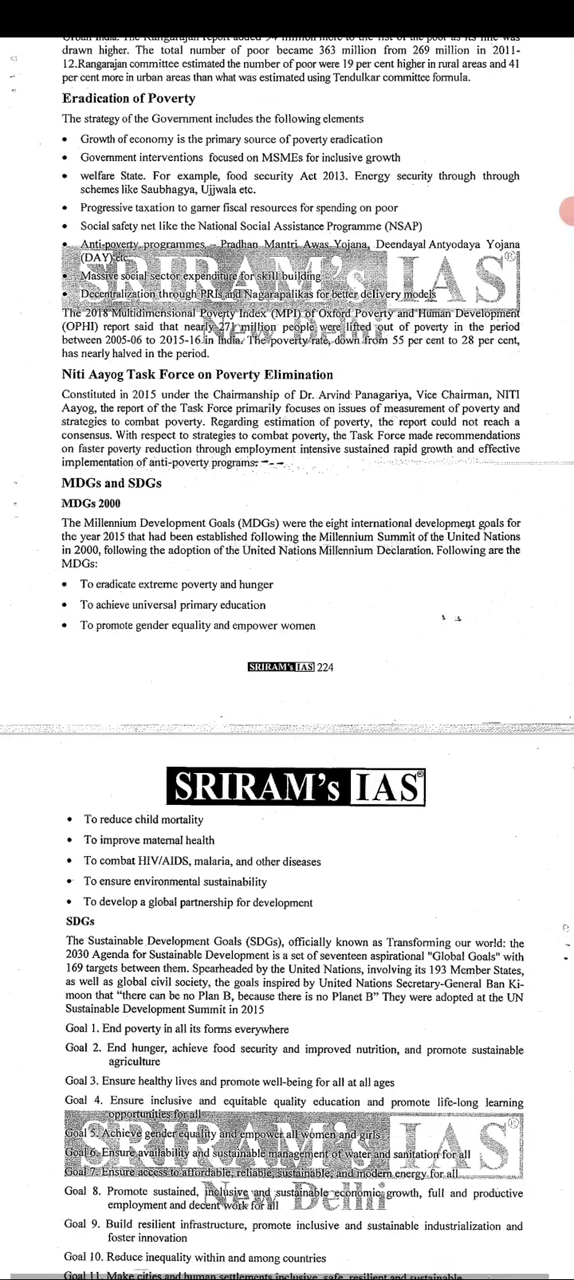 Urban India. The Rangarajan report added 94 million more to the list of the poor as its line was
drawn higher. The total number of poor became 363 million from 269 million in 2011-
12.Rangarajan committee estimated the number of poor were 19 per cent higher in rural areas and 41
per cent more in urban areas than what was estimated using Tendulkar committee formula.
Eradication of Poverty
The strategy of the Government includes the following elements
• Growth of economy is the primary source of poverty eradication
• Government interventions focused on MSMEs for inclusive growth
• welfare State. For example, food security Act 2013. Energy security through through
schemes like Saubhagya, Ujjwala etc.
• Progressive taxation to garner fiscal resources for spending on poor
• Social safety net like the National Social Assistance Programme (NSAP)
• Anti-poverty programmes – Pradhan Mantri Awas Yojana, Deendayal Antyodaya Yojana
(DAY)etc.
SRIRAM's IAS®
• Massive social sector expenditure for skill building
• Decentralization through PRIs and Nagarapalikas for better delivery models
New Delhi
The 2018 Multidimensional Poverty Index (MPI) of Oxford Poverty and Human Development
(OPHI) report said that nearly 271 million people were lifted out of poverty in the period
between 2005-06 to 2015-16 in India. The poverty rate, down from 55 per cent to 28 per cent,
has nearly halved in the period.
Niti Aayog Task Force on Poverty Elimination
Constituted in 2015 under the Chairmanship of Dr. Arvind Panagariya, Vice Chairman, NITI
Aayog, the report of the Task Force primarily focuses on issues of measurement of poverty and
strategies to combat poverty. Regarding estimation of poverty, the report could not reach a
consensus. With respect to strategies to combat poverty, the Task Force made recommendations
on faster poverty reduction through employment intensive sustained rapid growth and effective
implementation of anti-poverty programs.
MDGs and SDGs
MDGs 2000
The Millennium Development Goals (MDGs) were the eight international development goals for
the year 2015 that had been established following the Millennium Summit of the United Nations
in 2000, following the adoption of the United Nations Millennium Declaration. Following are the
MDGs:
• To eradicate extreme poverty and hunger
• To achieve universal primary education
• To promote gender equality and empower women
SRIRAM's IAS 224
SRIRAM's IAS®
• To reduce child mortality
• To improve maternal health
• To combat HIV/AIDS, malaria, and other diseases
• To ensure environmental sustainability
• To develop a global partnership for development
SDGs
The Sustainable Development Goals (SDGs), officially known as Transforming our world: the
2030 Agenda for Sustainable Development is a set of seventeen aspirational "Global Goals" with
169 targets between them. Spearheaded by the United Nations, involving its 193 Member States,
as well as global civil society, the goals inspired by United Nations Secretary-General Ban Ki-
moon that "there can be no Plan B, because there is no Planet B" They were adopted at the UN
Sustainable Development Summit in 2015
Goal 1. End poverty in all its forms everywhere
Goal 2. End hunger, achieve food security and improved nutrition, and promote sustainable
agriculture
Goal 3. Ensure healthy lives and promote well-being for all at all ages
Goal 4. Ensure inclusive and equitable quality education and promote life-long learning
opportunities for all
SRIRAM's IAS®
Goal 5. Achieve gender equality and empower all women and girls
Goal 6. Ensure availability and sustainable management of water and sanitation for all
Goal 7. Ensure access to affordable, reliable, sustainable, and modern energy for all
New Delhi
Goal 8. Promote sustained, inclusive and sustainable economic growth, full and productive
employment and decent work for all
Goal 9. Build resilient infrastructure, promote inclusive and sustainable industrialization and
foster innovation
Goal 10. Reduce inequality within and among countries
Goal 11. Make cities and human settlements inclusive, safe, resilient and sustainable